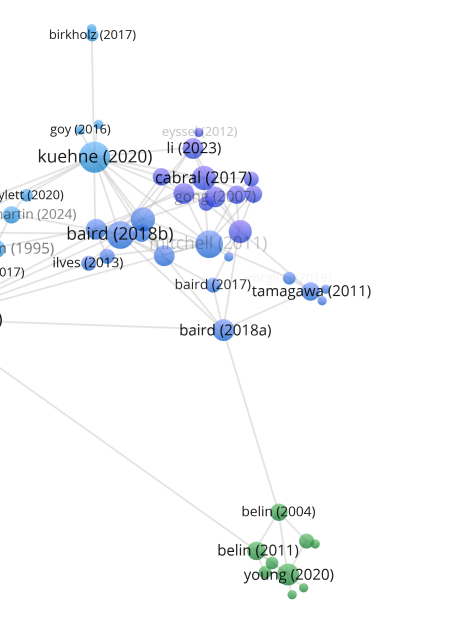 birkholz (2017)
goy (2016)
eysse (2012)
li (2023)
kuehne (2020)
cabral (2017)
ylett (2020)
gong (2007)
artin (2024)
baird (2018b)
mitchell (2011)
n (1995)
ilves (2013)
017)
baird (2017)
tamagawa (2011)
)
baird (2018a)
belin (2004)
belin (2011)
young (2020)